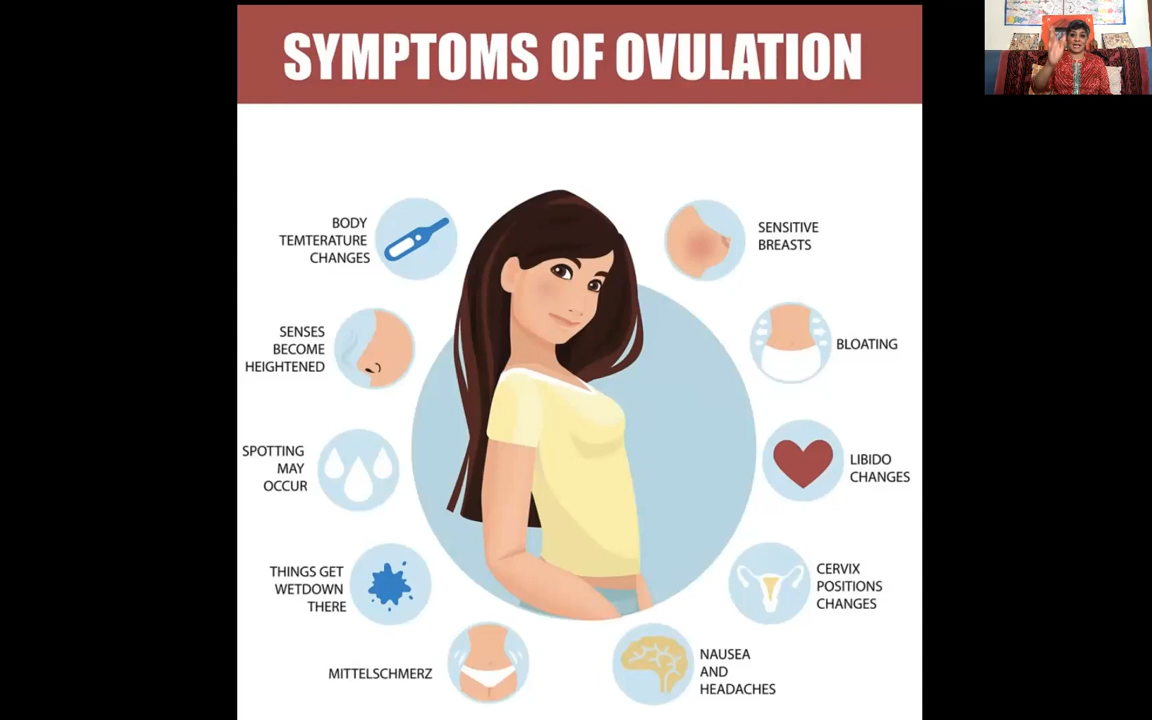 SYMPTOMS OF OVULATION
BODY
TEMTERATURE
CHANGES
SENSES
BECOME
HEIGHTENED
SPOTTING
MAY
OCCUR
THINGS GET
WETDOWN
THERE
MITTELSCHMERZ
SENSITIVE
BREASTS
BLOATING
LIBIDO
CHANGES
CERVIX
POSITIONS
CHANGES
NAUSEA
AND
HEADACHES